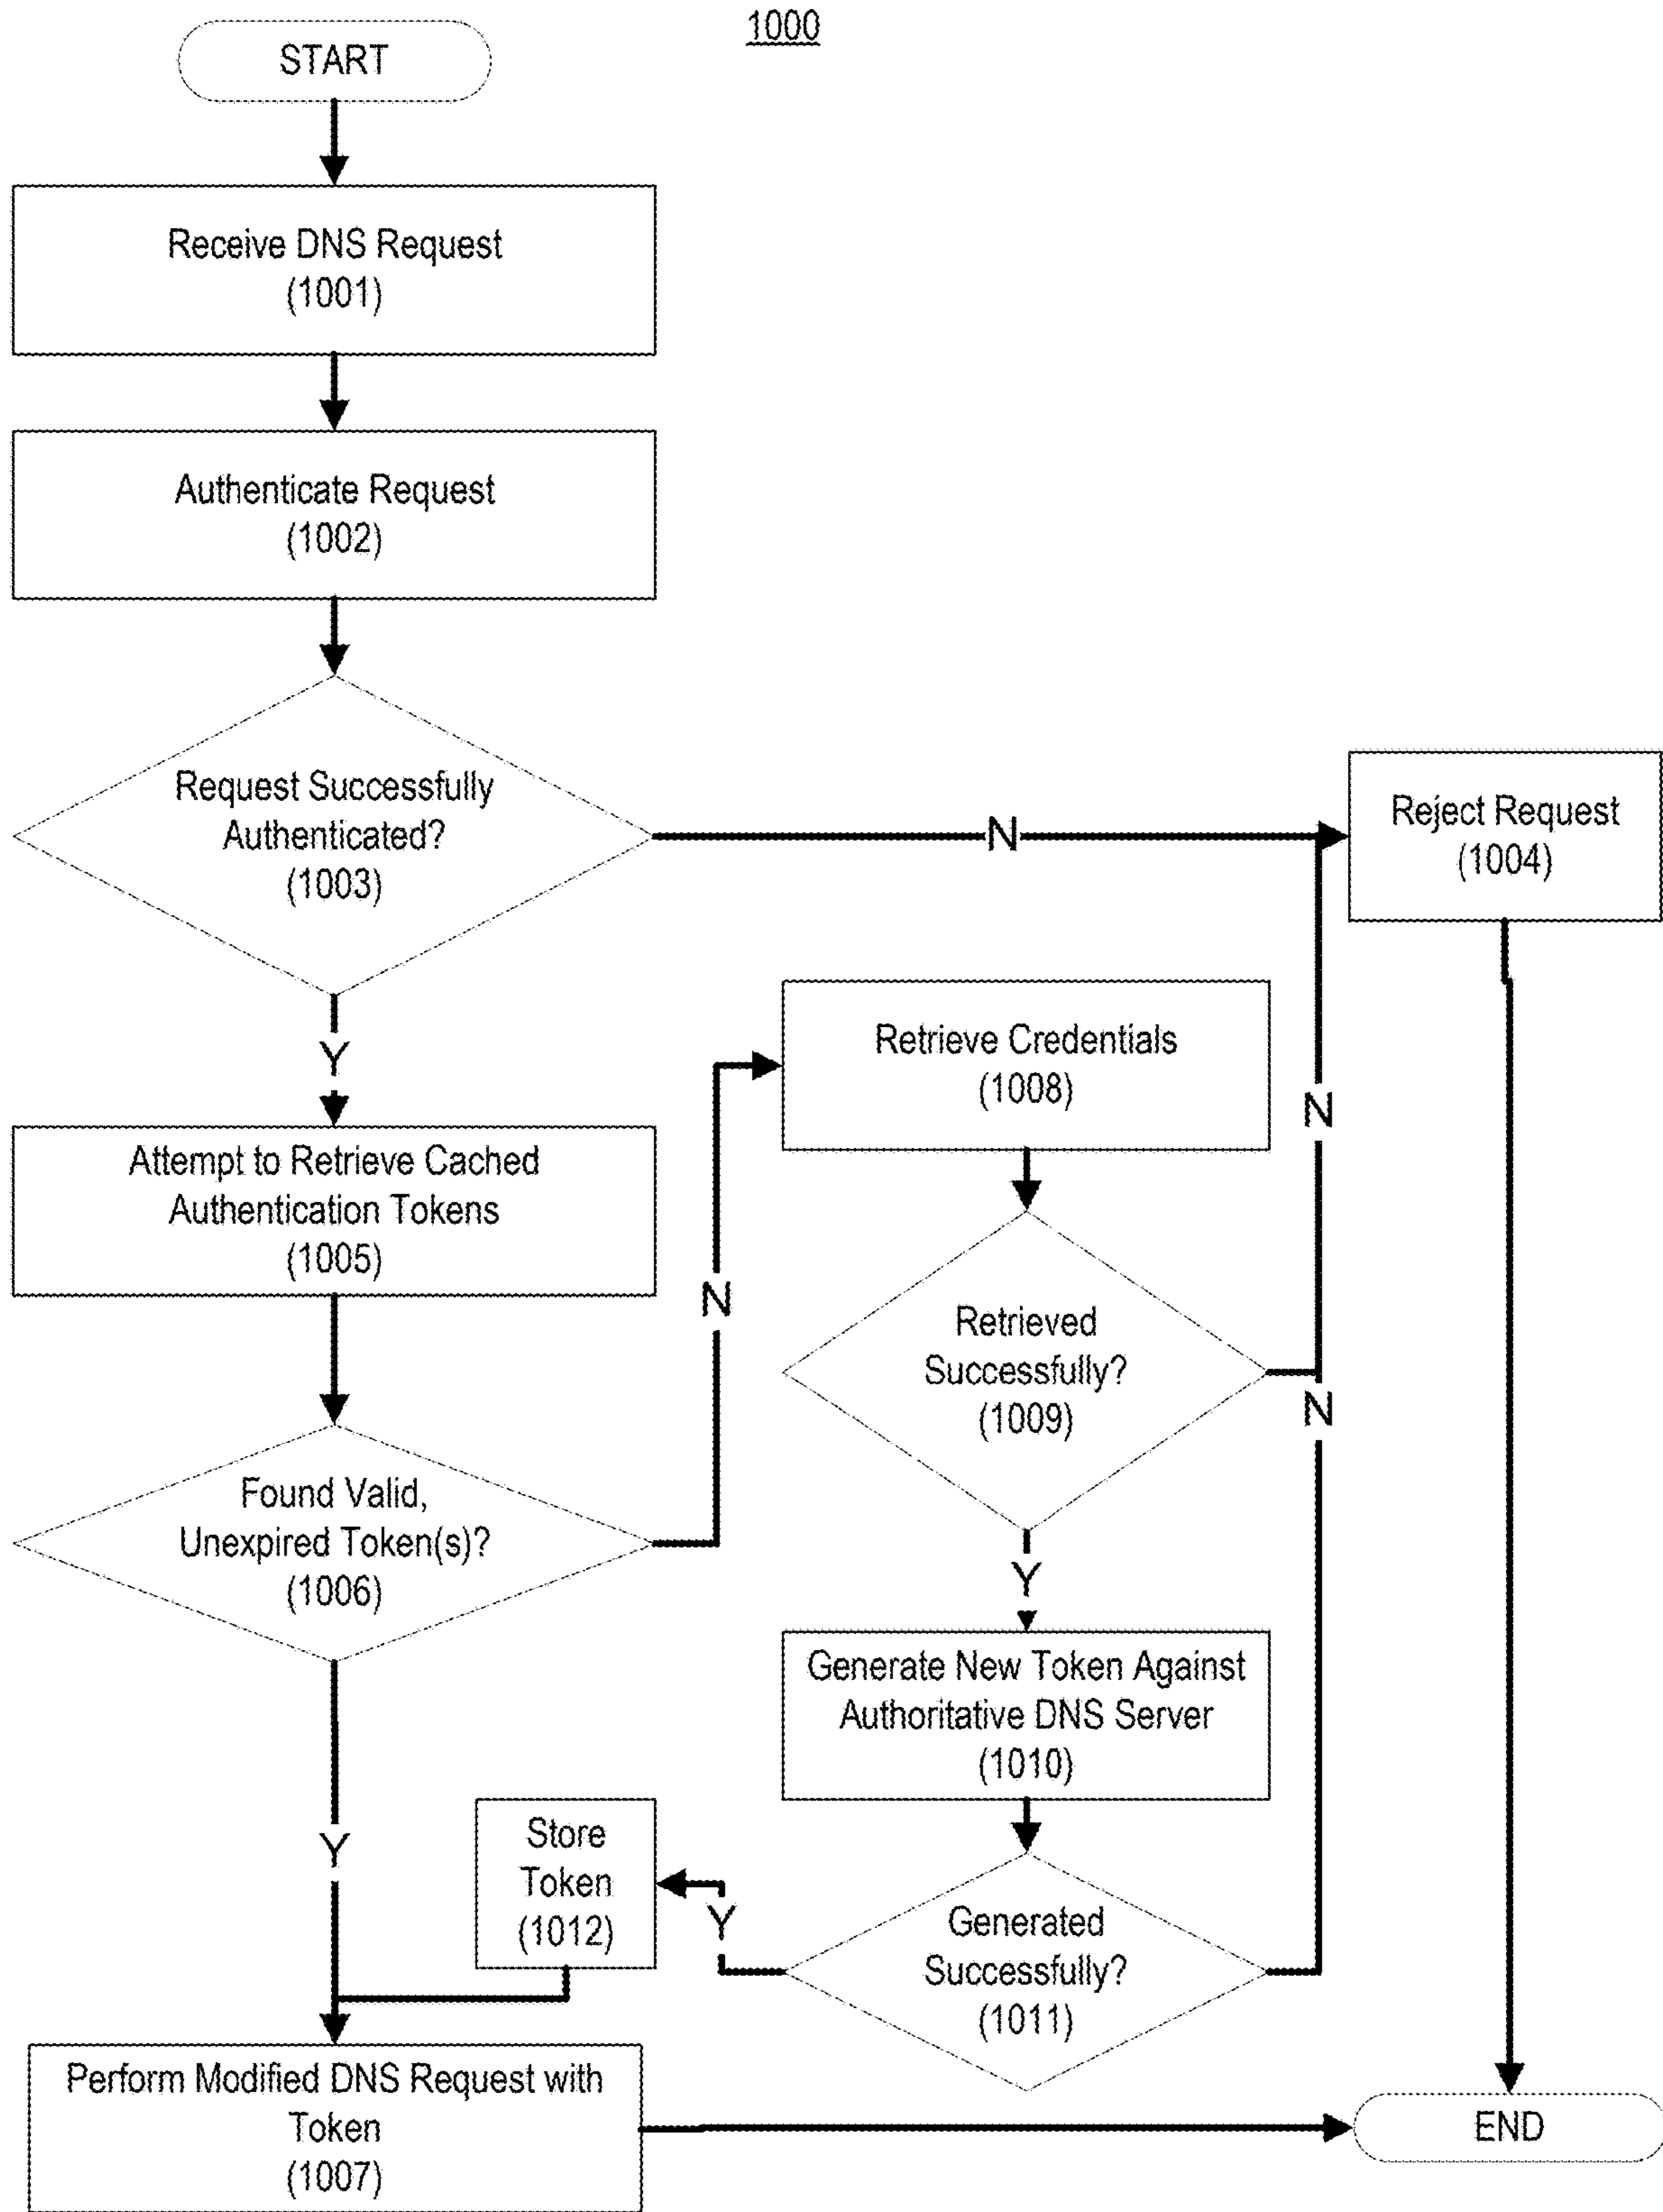 1000
START
Receive DNS Request
(1001)
Authenticate Request
(1002)
Request Successfully
Authenticated?
(1003)
N
Reject Request
(1004)
Y
Attempt to Retrieve Cached
Authentication Tokens
(1005)
Found Valid,
Unexpired Token(s)?
(1006)
N
Retrieve Credentials
(1008)
N
Retrieved
Successfully?
(1009)
N
Y
Generate New Token Against
Authoritative DNS Server
(1010)
Generated
Successfully?
(1011)
Y
Store
Token
(1012)
Y
Perform Modified DNS Request with
Token
(1007)
END